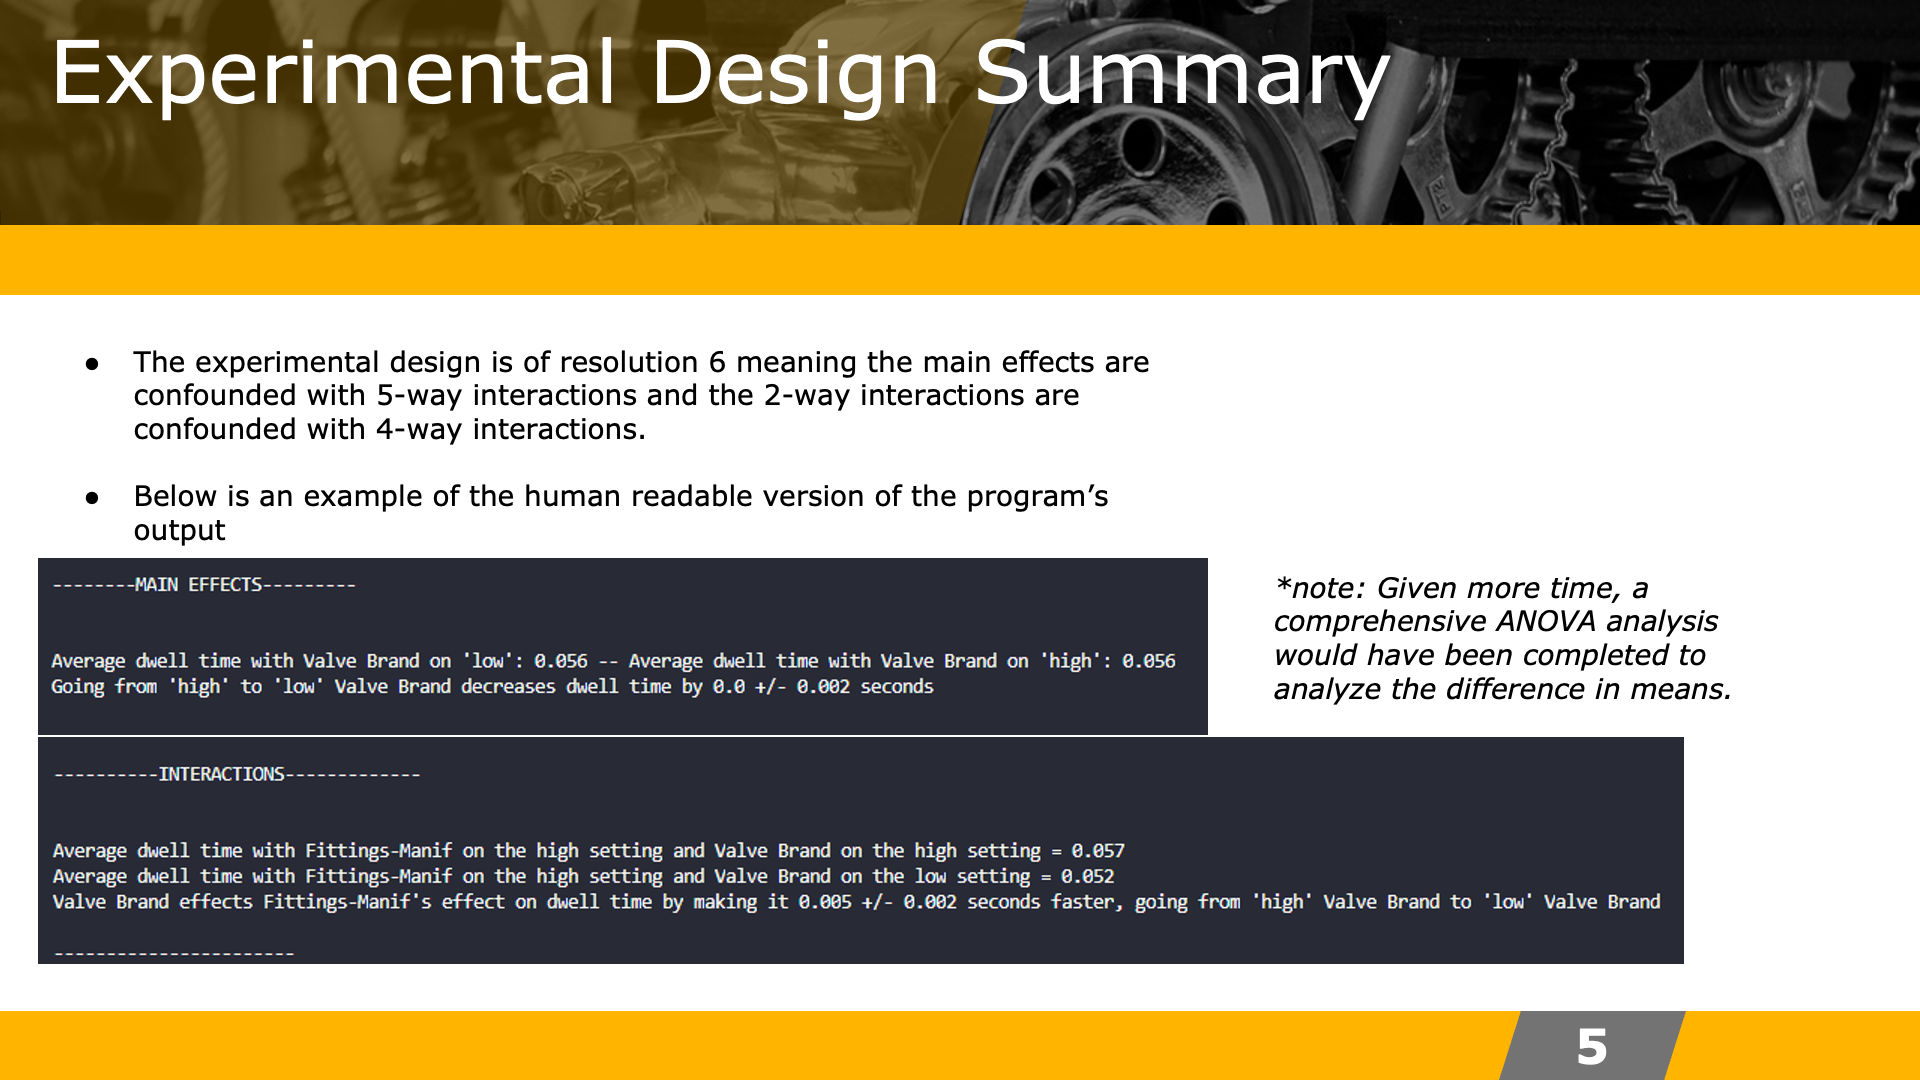 Experimental Design Summary
● The experimental design is of resolution 6 meaning the main effects are
confounded with 5-way interactions and the 2-way interactions are
confounded with 4-way interactions.
● Below is an example of the human readable version of the program’s
output
--------MAIN EFFECTS---------
Average dwell time with Valve Brand on 'low': 0.056 -- Average dwell time with Valve Brand on 'high': 0.056
Going from 'high' to 'low' Valve Brand decreases dwell time by 0.0 +/- 0.002 seconds
*note: Given more time, a
comprehensive ANOVA analysis
would have been completed to
analyze the difference in means.
----------INTERACTIONS-------------
Average dwell time with Fittings-Manif on the high setting and Valve Brand on the high setting = 0.057
Average dwell time with Fittings-Manif on the high setting and Valve Brand on the low setting = 0.052
Valve Brand effects Fittings-Manif's effect on dwell time by making it 0.005 +/- 0.002 seconds faster, going from 'high' Valve Brand to 'low' Valve Brand
-----------------------
5